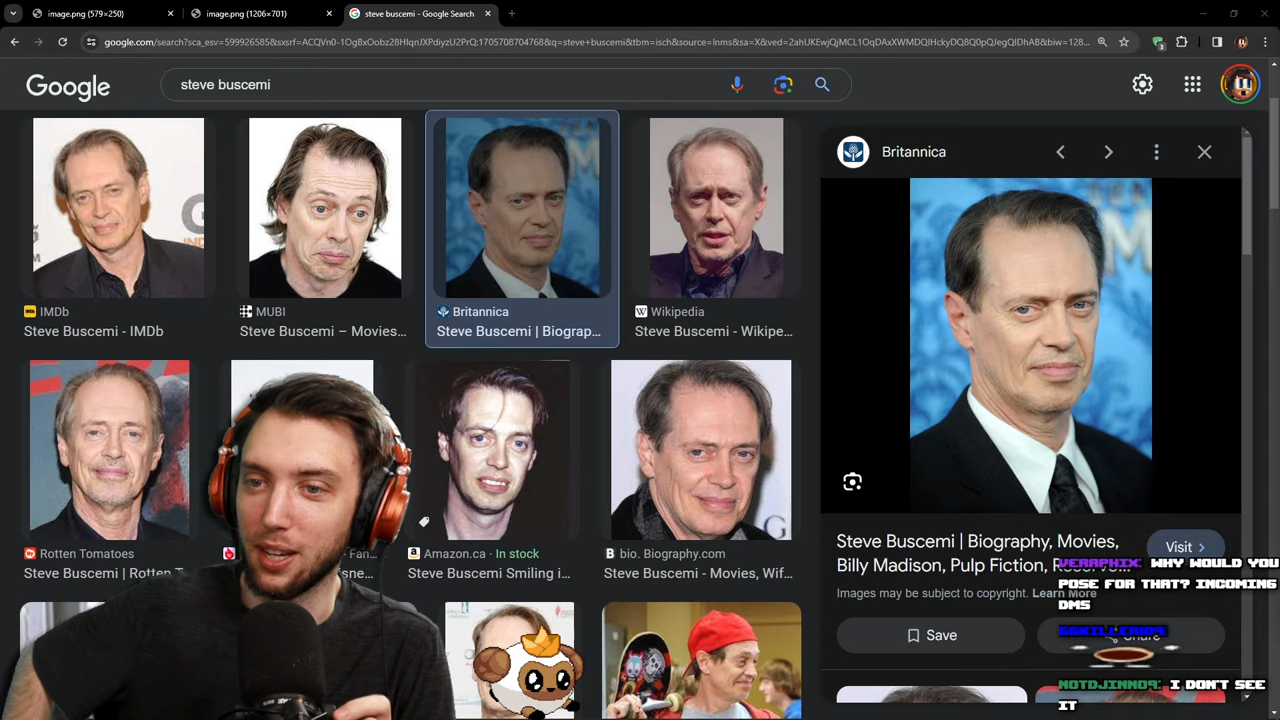 image.png (579×250)
image.png (1206×701)
steve buscemi - Google Search
google.com/search?sca_esv=599926585&sxsrf=ACQVn0-1OgBxOobz28HIqnJXPdiyzU2PrQ:1705708704768&q=steve+buscemi&tbm=isch&source=lnms&sa=X&ved=2ahUKEwjQjMCL1OqDAxXWMDQIHckyDQ8Q0pQJegQIDhAB&biw=128...
Google
steve buscemi
Britannica
IMDb
Steve Buscemi - IMDb
MUBI
Steve Buscemi – Movies...
Britannica
Steve Buscemi | Biograp...
W Wikipedia
Steve Buscemi - Wikipe...
Rotten Tomatoes
Steve Buscemi | Rotten T
Fan...
Amazon.ca · In stock
Steve Buscemi Smiling i...
b bio. Biography.com
Steve Buscemi - Movies, Wif...
Steve Buscemi | Biography, Movies,
Billy Madison, Pulp Fiction,
Visit
Images may be subject to copyright. Learn More
Save
Share
VERAPHIX: WHY WOULD YOU
POSE FOR THAT? INCOMING
DMS
NOTDJINN09: I DON'T SEE
IT